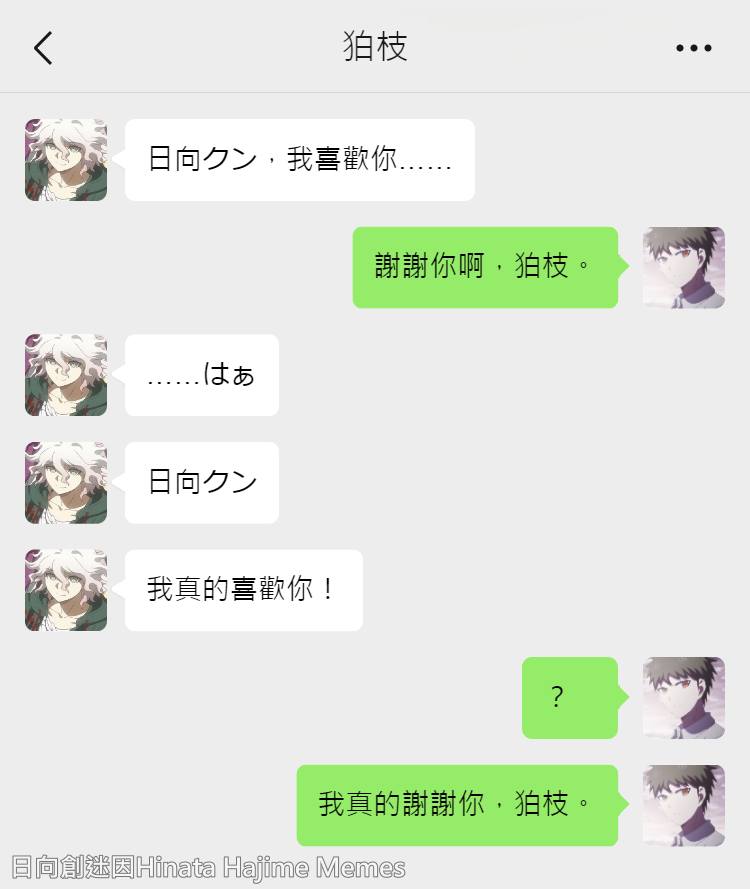 狛枝
日向クン，我喜歡你……
謝謝你啊，狛枝。
……はぁ
日向クン
我真的喜歡你！
？
我真的謝謝你，狛枝。
日向創迷因Hinata Hajime Memes